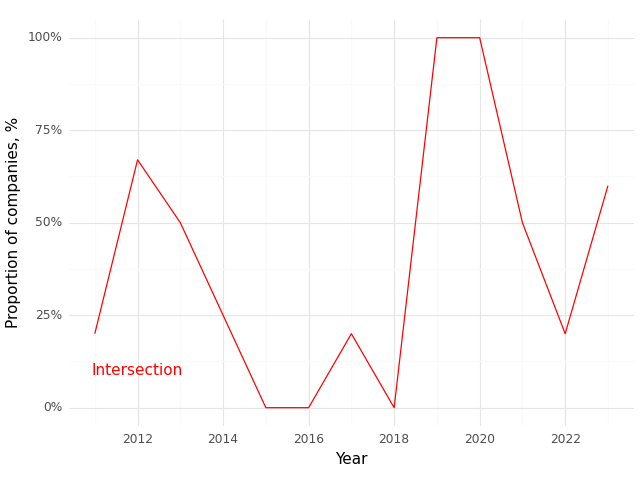 Proportion of companies, %
100%
75%
50%
25%
0%
Intersection
2012 2014 2016 2018 2020 2022
Year